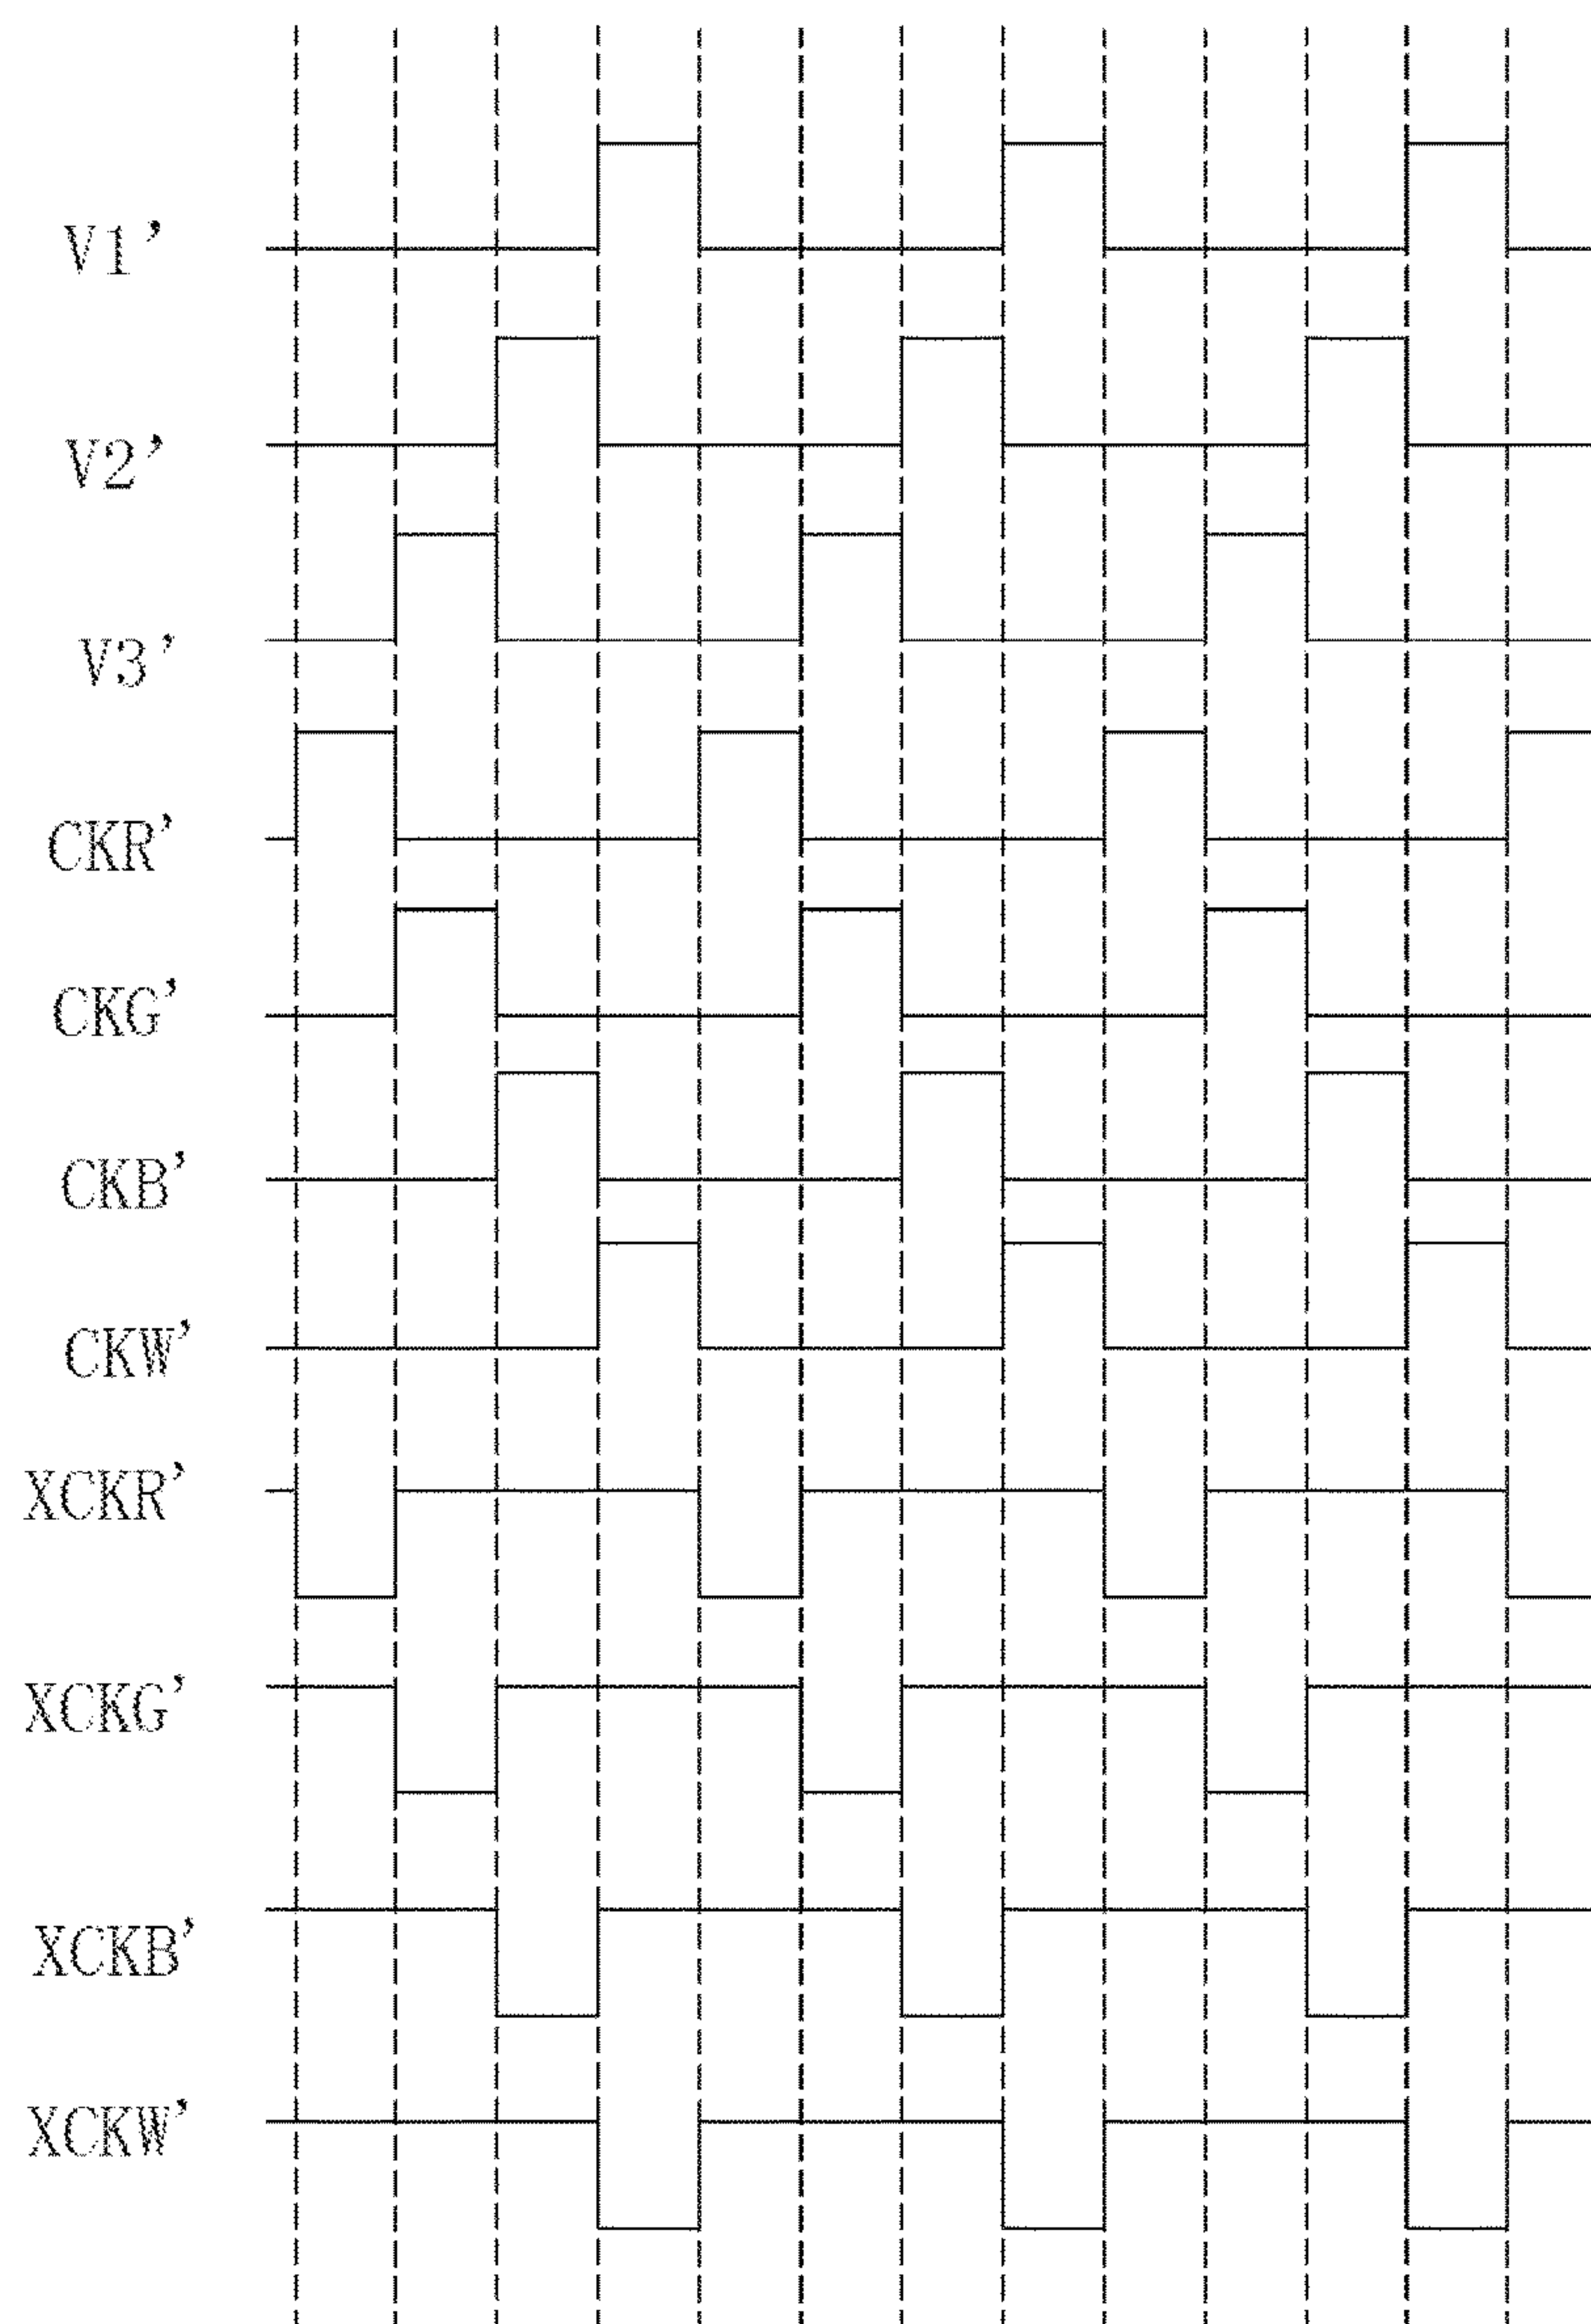 V1’
V2’
V3’
CKR’
CKG’
CKB’
CKW’
XCKR’
XCKG’
XCKB’
XCKW’